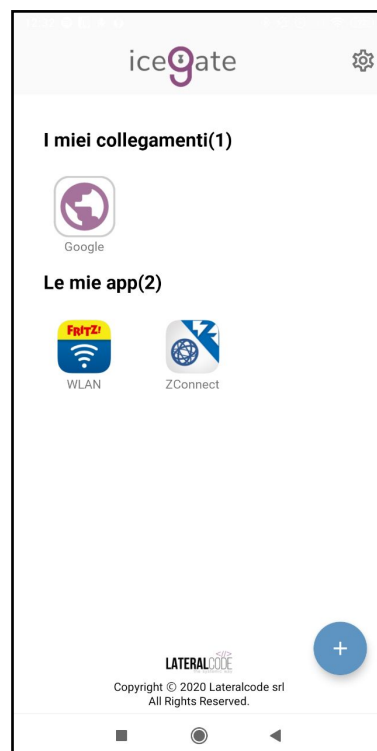 icegate
I miei collegamenti(1)
Google
Le mie app(2)
FRITZ!
WLAN
ZConnect
LATERALCODE
Copyright © 2020 Lateralcode srl
All Rights Reserved.